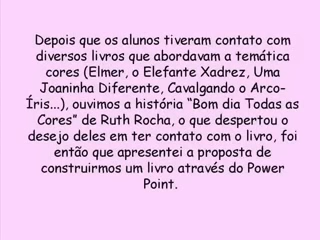 Depois que os alunos tiveram contato com
diversos livros que abordavam a temática
cores (Elmer, o Elefante Xadrez, Uma
Joaninha Diferente, Cavalgando o Arco-
Íris...), ouvimos a história “Bom dia Todas as
Cores” de Ruth Rocha, o que despertou o
desejo deles em ter contato com o livro, foi
então que apresentei a proposta de
construirmos um livro através do Power
Point.